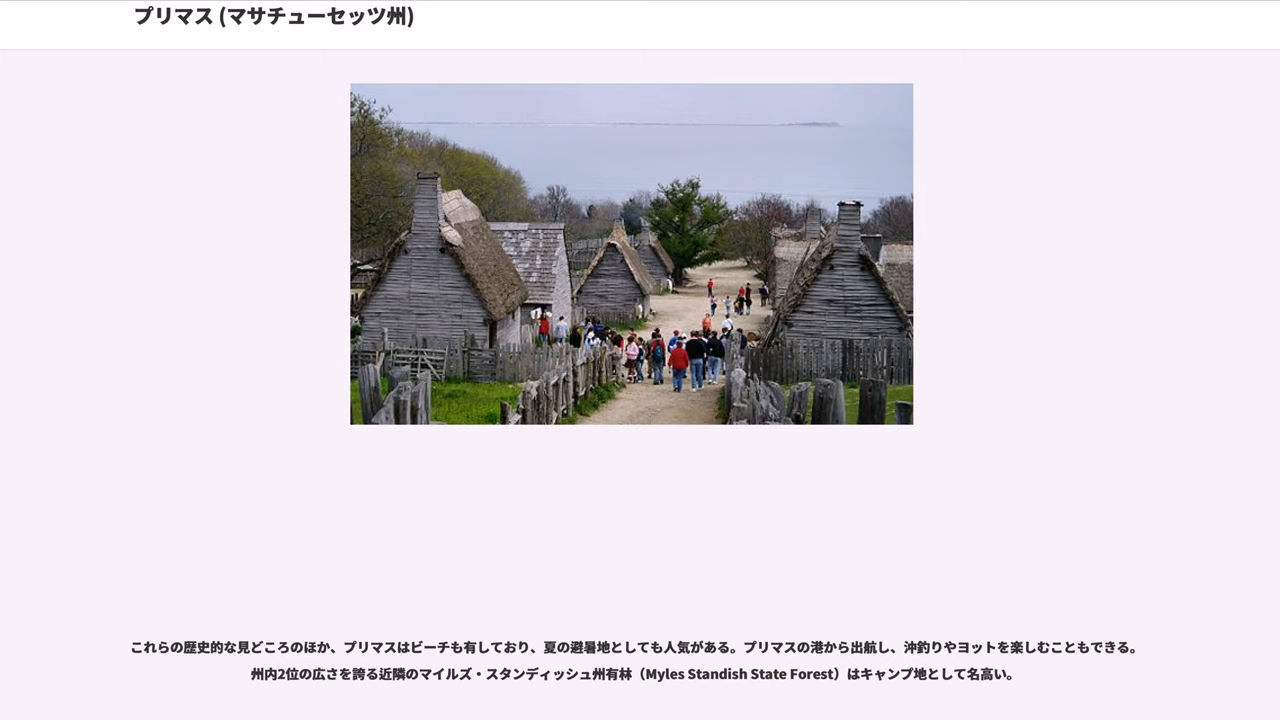 プリマス (マサチューセッツ州)
これらの歴史的な見どころのほか、プリマスはビーチも有しており、夏の避暑地としても人気がある。プリマスの港から出航し、沖釣りやヨットを楽しむこともできる。
州内2位の広さを誇る近隣のマイルズ・スタンディッシュ州有林（Myles Standish State Forest）はキャンプ地として名高い。